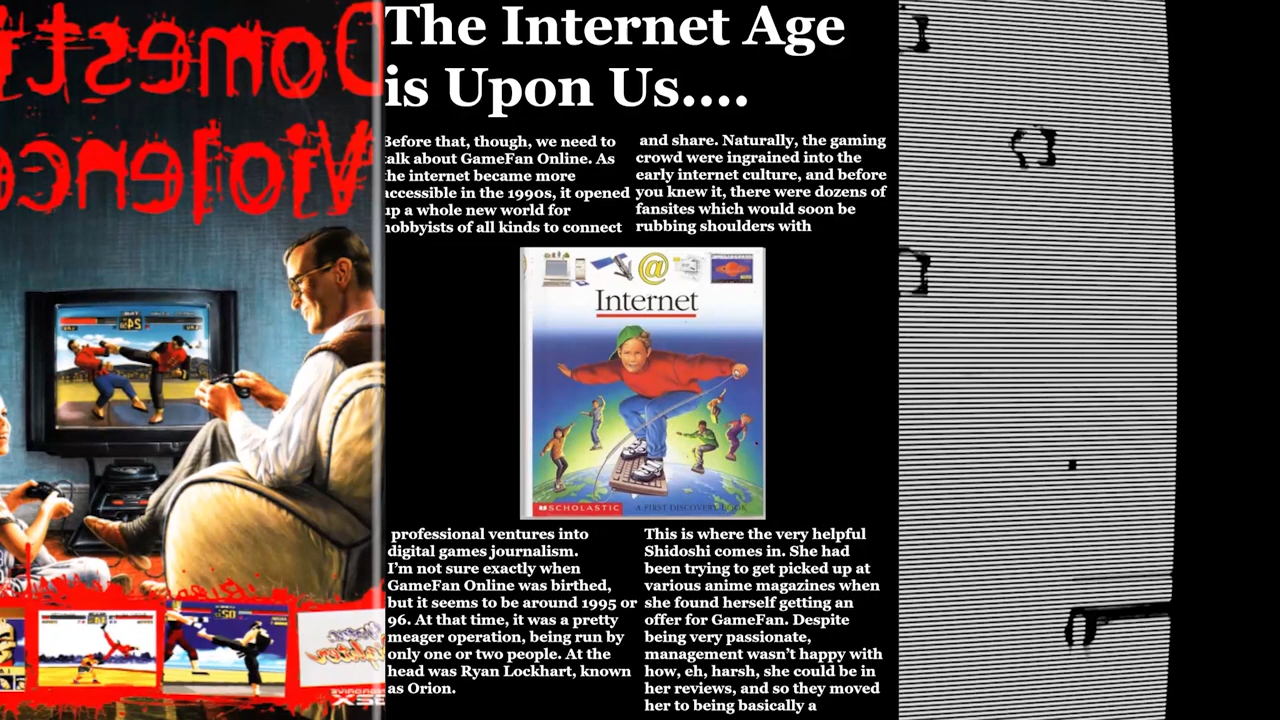 Domestic
Violence
The Internet Age
is Upon Us....
Before that, though, we need to
talk about GameFan Online. As
the internet became more
accessible in the 1990s, it opened
up a whole new world for
hobbyists of all kinds to connect
and share. Naturally, the gaming
crowd were ingrained into the
early internet culture, and before
you knew it, there were dozens of
fansites which would soon be
rubbing shoulders with
@
Internet
SCHOLASTIC
A FIRST DISCOVERY BOOK
professional ventures into
digital games journalism.
I'm not sure exactly when
GameFan Online was birthed,
but it seems to be around 1995 or
96. At that time, it was a pretty
meager operation, being run by
only one or two people. At the
head was Ryan Lockhart, known
as Orion.
This is where the very helpful
Shidoshi comes in. She had
been trying to get picked up at
various anime magazines when
she found herself getting an
offer for GameFan. Despite
being very passionate,
management wasn't happy with
how, eh, harsh, she could be in
her reviews, and so they moved
her to being basically a